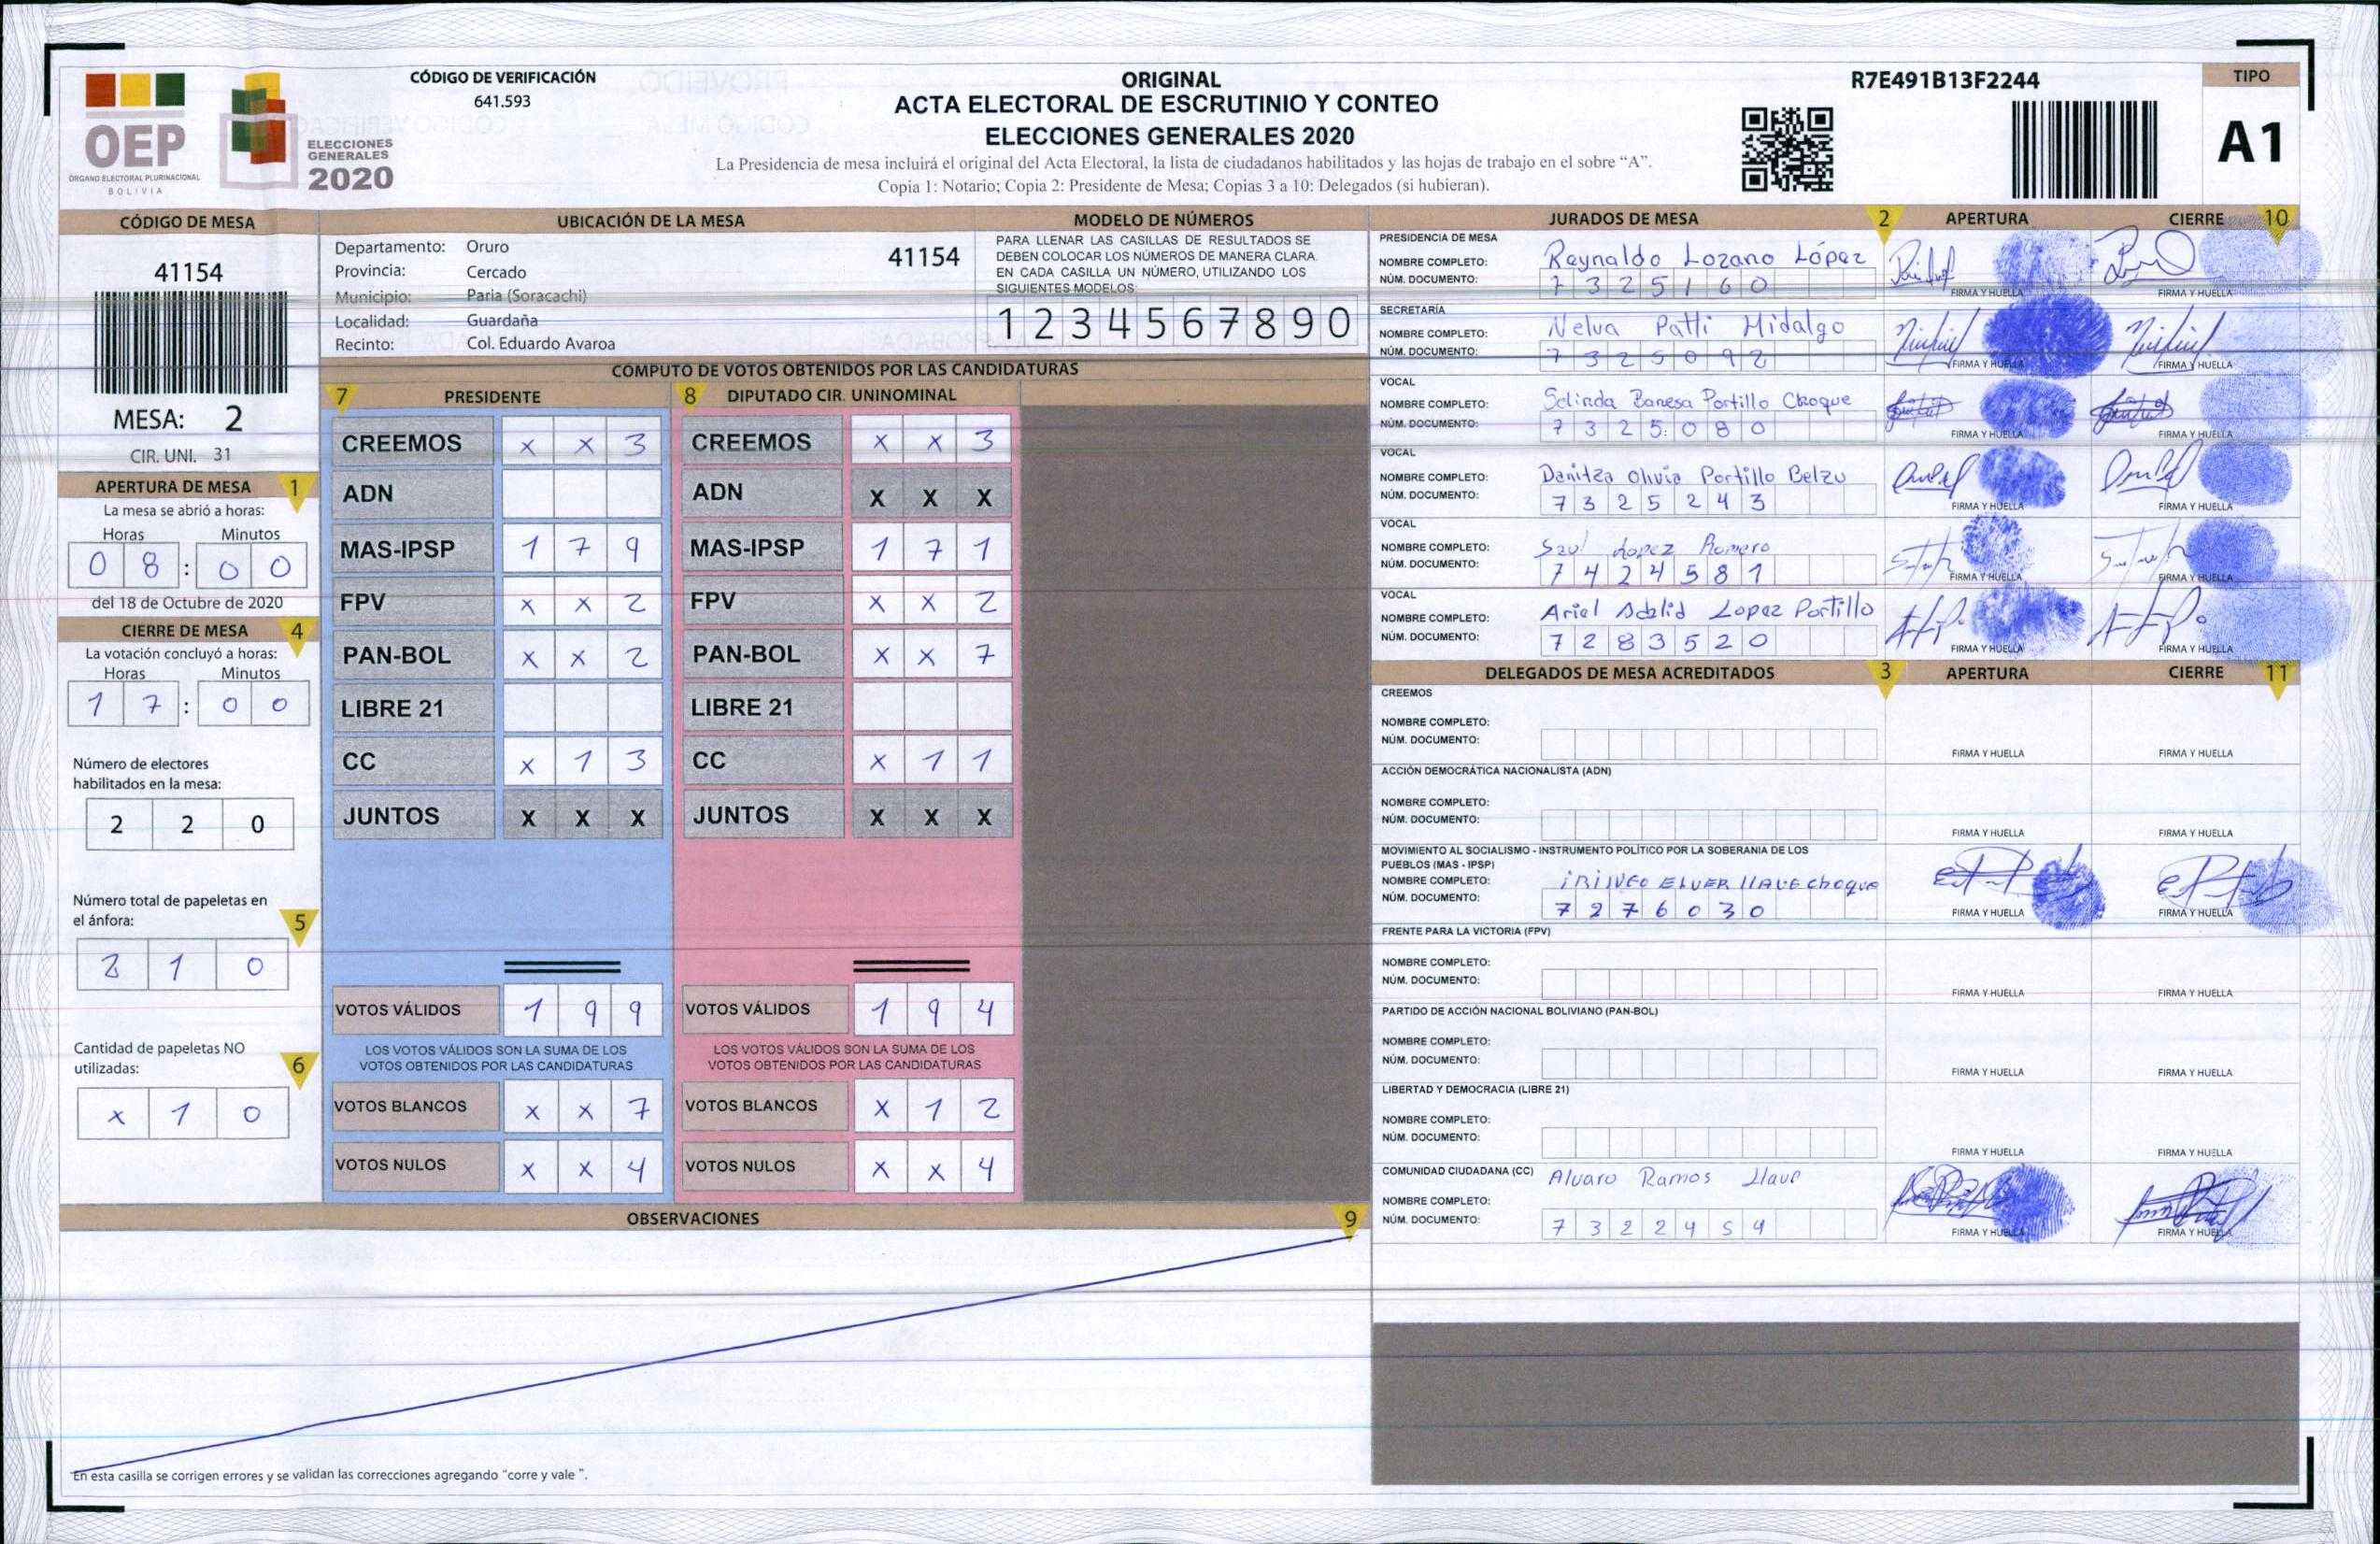 OEP
ÓRGANO ELECTORAL PLURINACIONAL
BOLIVIA
ELECCIONES
GENERALES
2020
CÓDIGO DE VERIFICACIÓN
641.593
ORIGINAL
ACTA ELECTORAL DE ESCRUTINIO Y CONTEO
ELECCIONES GENERALES 2020
La Presidencia de mesa incluirá el original del Acta Electoral, la lista de ciudadanos habilitados y las hojas de trabajo en el sobre “A”.
Copia 1: Notario; Copia 2: Presidente de Mesa; Copias 3 a 10: Delegados (si hubieran).
R7E491B13F2244
TIPO
A1
CÓDIGO DE MESA
41154
MESA: 2
CIR. UNI. 31
APERTURA DE MESA 1
La mesa se abrió a horas:
Horas Minutos
0 8 : 0 0
del 18 de Octubre de 2020
CIERRE DE MESA 4
La votación concluyó a horas:
Horas Minutos
1 7 : 0 0
Número de electores
habilitados en la mesa:
2 2 0
Número total de papeletas en
el ánfora: 5
2 1 0
Cantidad de papeletas NO
utilizadas: 6
x 1 0
UBICACIÓN DE LA MESA
Departamento: Oruro 41154
Provincia: Cercado
Municipio: Paria (Soracachi)
Localidad: Guardaña
Recinto: Col. Eduardo Avaroa
MODELO DE NÚMEROS
PARA LLENAR LAS CASILLAS DE RESULTADOS SE
DEBEN COLOCAR LOS NÚMEROS DE MANERA CLARA.
EN CADA CASILLA UN NÚMERO, UTILIZANDO LOS
SIGUIENTES MODELOS:
1 2 3 4 5 6 7 8 9 0
CÓMPUTO DE VOTOS OBTENIDOS POR LAS CANDIDATURAS
7 PRESIDENTE
CREEMOS x x 3
ADN
MAS-IPSP 1 7 9
FPV x x 2
PAN-BOL x x 2
LIBRE 21
CC x 1 3
JUNTOS X X X
VOTOS VÁLIDOS 1 9 9
LOS VOTOS VÁLIDOS SON LA SUMA DE LOS
VOTOS OBTENIDOS POR LAS CANDIDATURAS
VOTOS BLANCOS x x 7
VOTOS NULOS x x 4
8 DIPUTADO CIR. UNINOMINAL
CREEMOS x x 3
ADN X X X
MAS-IPSP 1 7 1
FPV x x 2
PAN-BOL x x 7
LIBRE 21
CC x 1 1
JUNTOS X X X
VOTOS VÁLIDOS 1 9 4
LOS VOTOS VÁLIDOS SON LA SUMA DE LOS
VOTOS OBTENIDOS POR LAS CANDIDATURAS
VOTOS BLANCOS x 1 2
VOTOS NULOS x x 4
OBSERVACIONES 9
En esta casilla se corrigen errores y se validan las correcciones agregando “corre y vale ”.
JURADOS DE MESA 2 APERTURA CIERRE 10
PRESIDENCIA DE MESA
NOMBRE COMPLETO: Reynaldo Lozano López
NÚM. DOCUMENTO: 7 3 2 5 1 6 0
FIRMA Y HUELLA FIRMA Y HUELLA
SECRETARÍA
NOMBRE COMPLETO: Nelva Patti Hidalgo
NÚM. DOCUMENTO: 7 3 2 5 0 9 2
FIRMA Y HUELLA FIRMA Y HUELLA
VOCAL
NOMBRE COMPLETO: Banesa Portillo Choque
NÚM. DOCUMENTO: 7 3 2 5 0 8 0
FIRMA Y HUELLA FIRMA Y HUELLA
VOCAL
NOMBRE COMPLETO: Danitza Olivia Portillo Belzu
NÚM. DOCUMENTO: 7 3 2 5 2 4 3
FIRMA Y HUELLA FIRMA Y HUELLA
VOCAL
NOMBRE COMPLETO: Saul Lopez Romero
NÚM. DOCUMENTO: 7 4 2 4 5 8 1
FIRMA Y HUELLA FIRMA Y HUELLA
VOCAL
NOMBRE COMPLETO: Ariel Adalid Lopez Portillo
NÚM. DOCUMENTO: 7 2 8 3 5 2 0
FIRMA Y HUELLA FIRMA Y HUELLA
DELEGADOS DE MESA ACREDITADOS 3 APERTURA CIERRE 11
CREEMOS
NOMBRE COMPLETO:
NÚM. DOCUMENTO:
FIRMA Y HUELLA FIRMA Y HUELLA
ACCIÓN DEMOCRÁTICA NACIONALISTA (ADN)
NOMBRE COMPLETO:
NÚM. DOCUMENTO:
FIRMA Y HUELLA FIRMA Y HUELLA
MOVIMIENTO AL SOCIALISMO - INSTRUMENTO POLÍTICO POR LA SOBERANIA DE LOS
PUEBLOS (MAS - IPSP)
NOMBRE COMPLETO: IRINEO ELVER LLAVE choque
NÚM. DOCUMENTO: 7 2 7 6 0 3 0
FIRMA Y HUELLA FIRMA Y HUELLA
FRENTE PARA LA VICTORIA (FPV)
NOMBRE COMPLETO:
NÚM. DOCUMENTO:
FIRMA Y HUELLA FIRMA Y HUELLA
PARTIDO DE ACCIÓN NACIONAL BOLIVIANO (PAN-BOL)
NOMBRE COMPLETO:
NÚM. DOCUMENTO:
FIRMA Y HUELLA FIRMA Y HUELLA
LIBERTAD Y DEMOCRACIA (LIBRE 21)
NOMBRE COMPLETO:
NÚM. DOCUMENTO:
FIRMA Y HUELLA FIRMA Y HUELLA
COMUNIDAD CIUDADANA (CC) Alvaro Ramos Llave
NOMBRE COMPLETO:
NÚM. DOCUMENTO: 7 3 2 2 4 5 4
FIRMA Y HUELLA FIRMA Y HUELLA